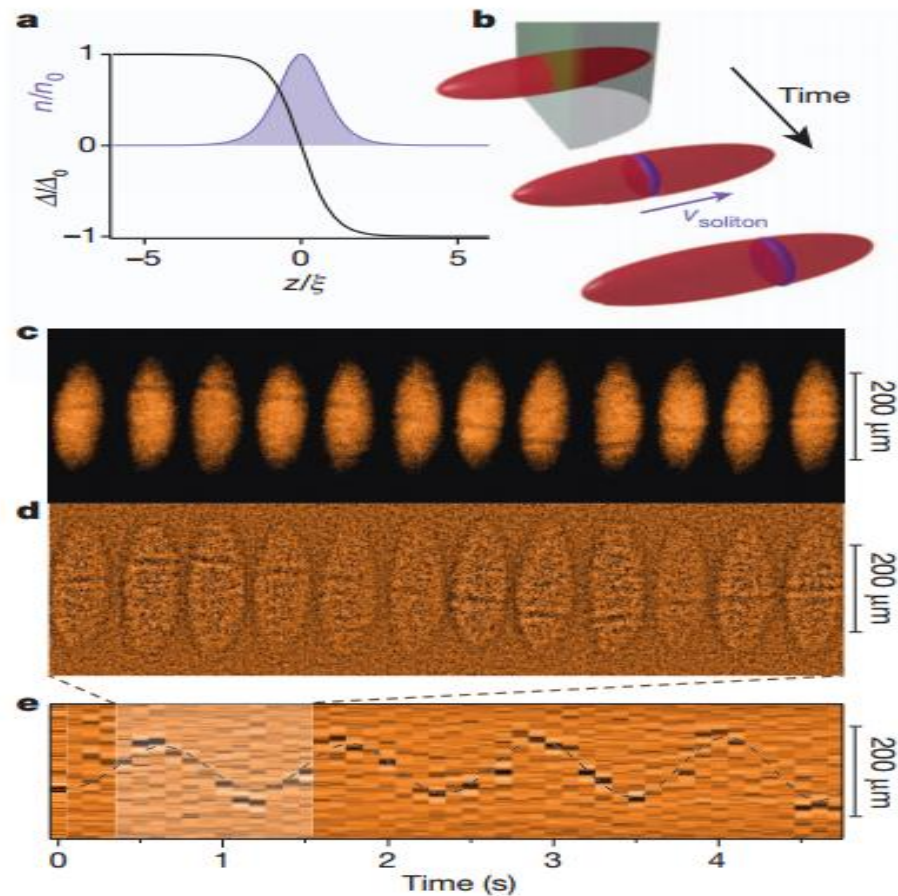 a
b
1
0
−1
n/n₀
Δ/Δ₀
−5
0
5
z/ξ
Time
Vsoliton
c
200 μm
d
200 μm
e
200 μm
0
1
2
3
4
Time (s)